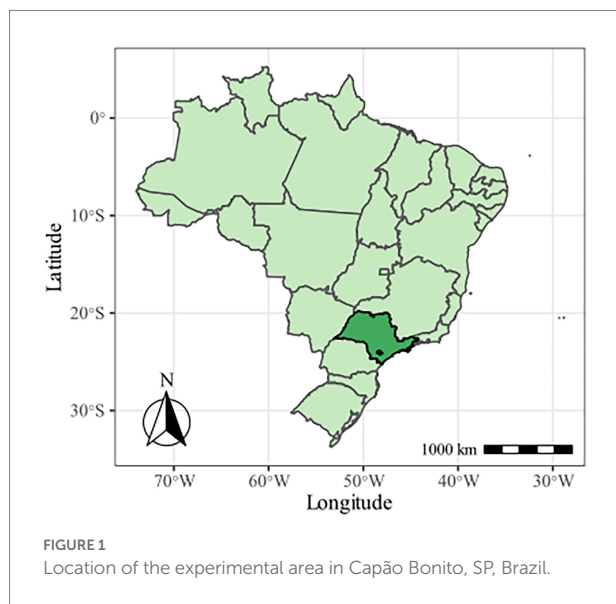 0°
10°S
20°S
30°S
Latitude
N
1000 km
70°W 60°W 50°W 40°W 30°W
Longitude
FIGURE 1
Location of the experimental area in Capão Bonito, SP, Brazil.